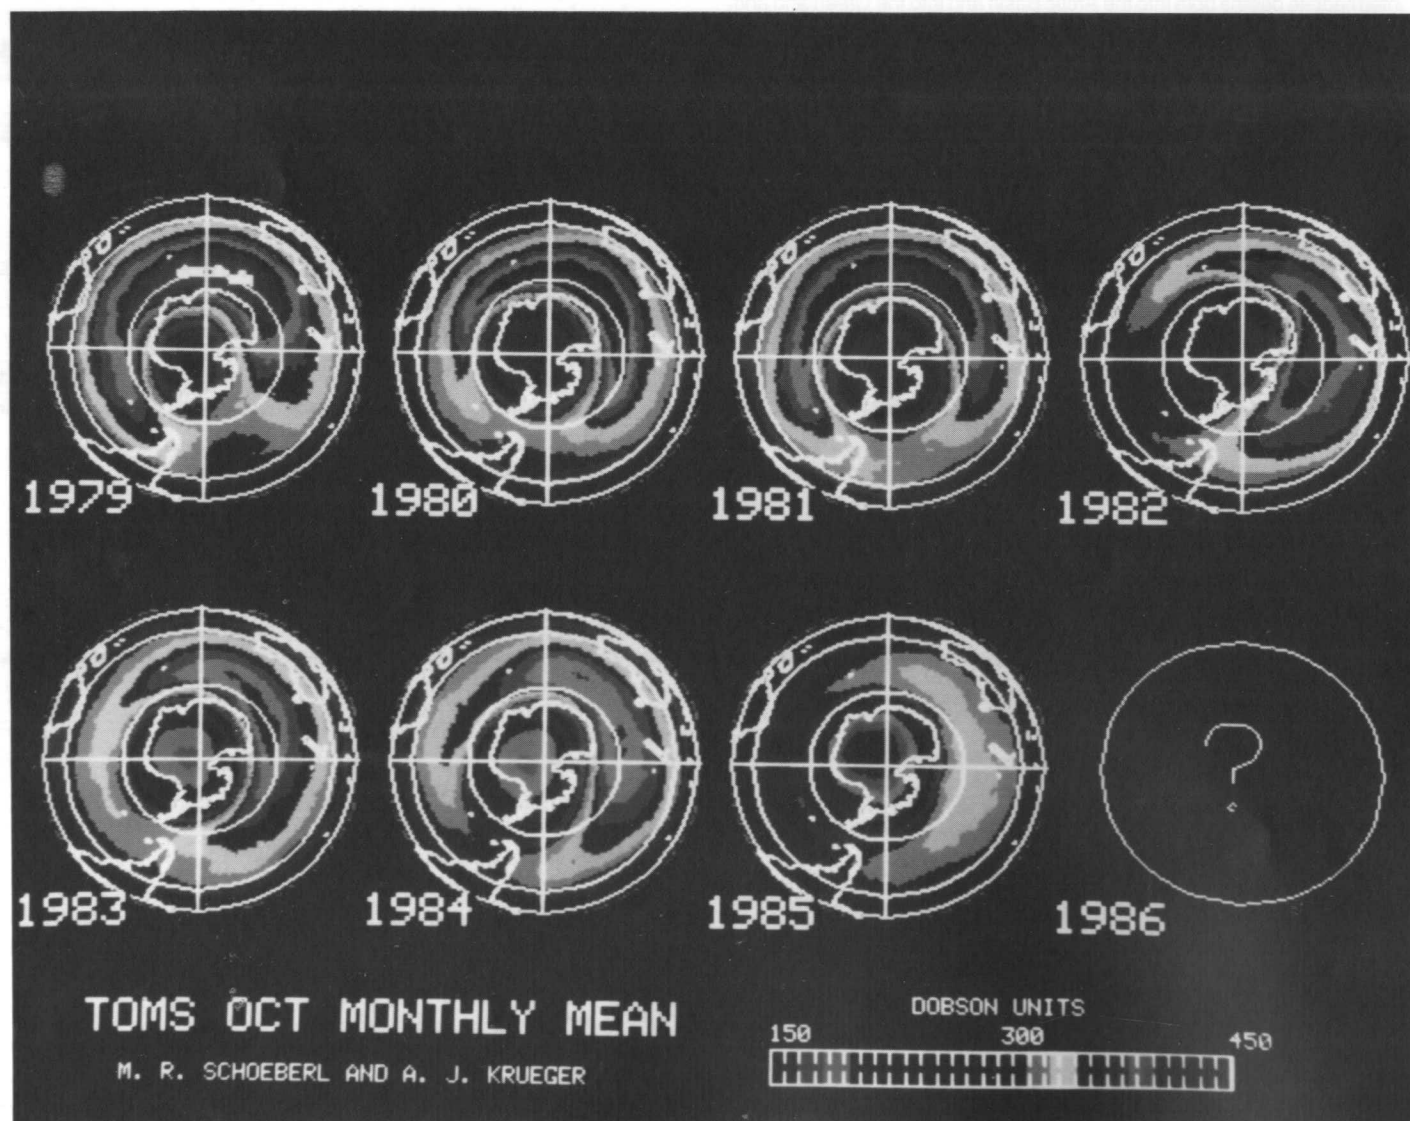 1979 1980 1981 1982
1983 1984 1985 1986
?
TOMS OCT MONTHLY MEAN
M. R. SCHOEBERL AND A. J. KRUEGER
DOBSON UNITS
150 300 450